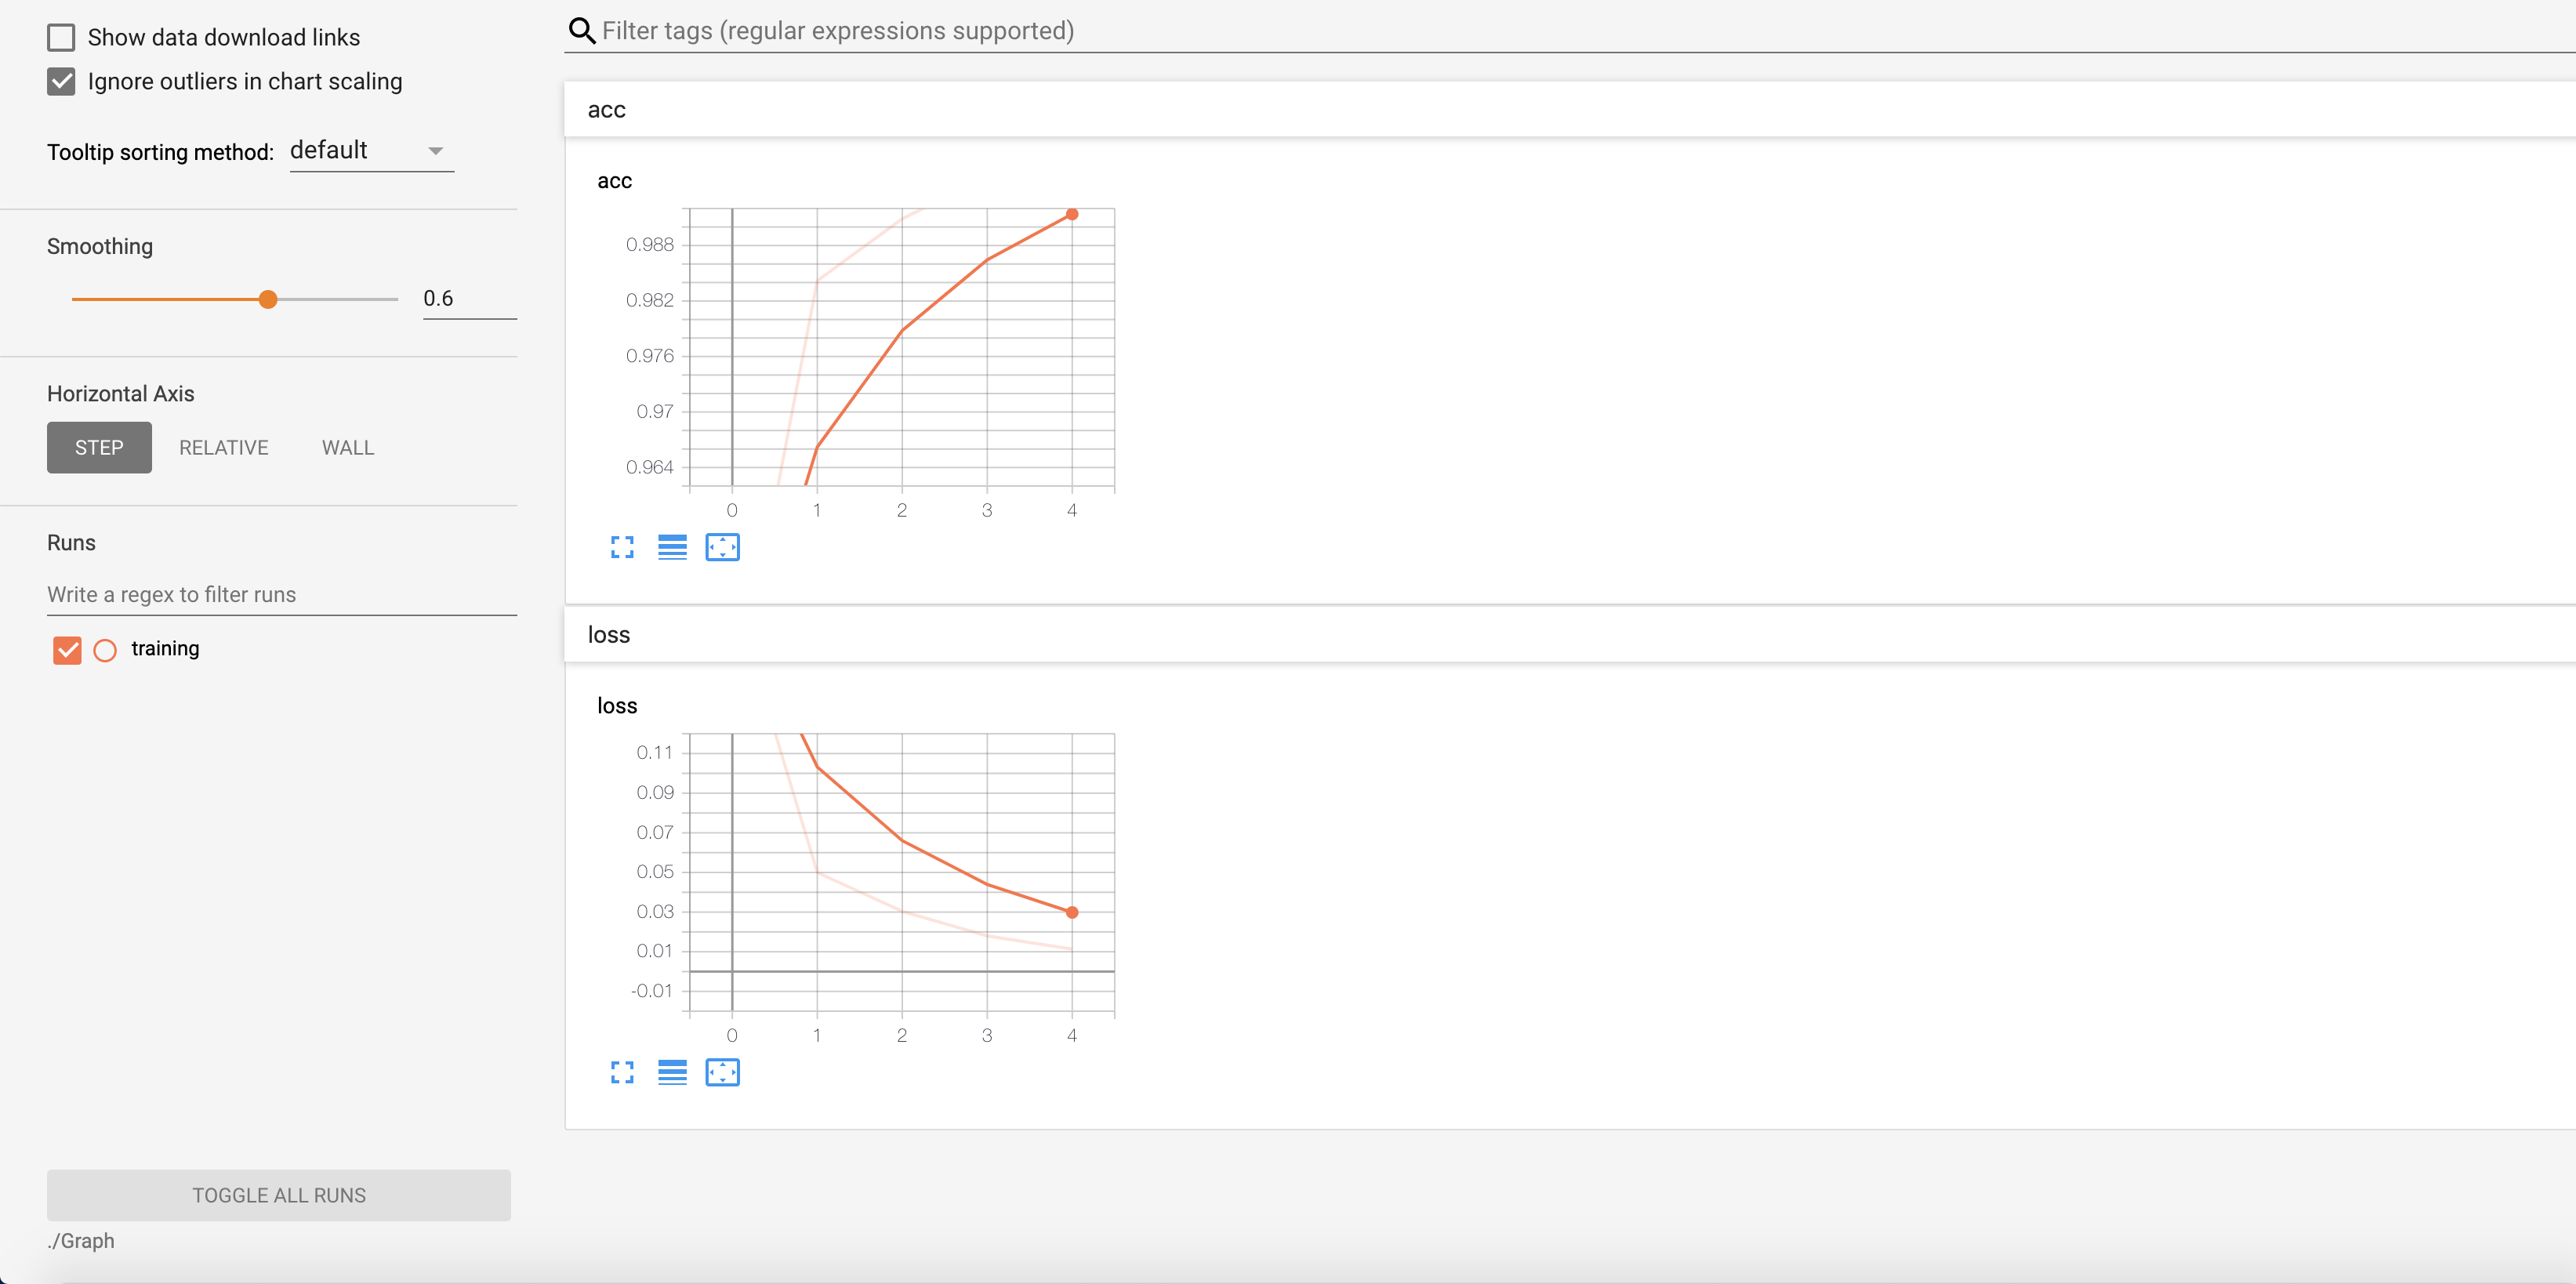 Show data download links
Ignore outliers in chart scaling
Tooltip sorting method: default
Smoothing
0.6
Horizontal Axis
STEP RELATIVE WALL
Runs
Write a regex to filter runs
training
TOGGLE ALL RUNS
./Graph
Filter tags (regular expressions supported)
acc
acc
0.988
0.982
0.976
0.97
0.964
0 1 2 3 4
loss
loss
0.11
0.09
0.07
0.05
0.03
0.01
-0.01
0 1 2 3 4